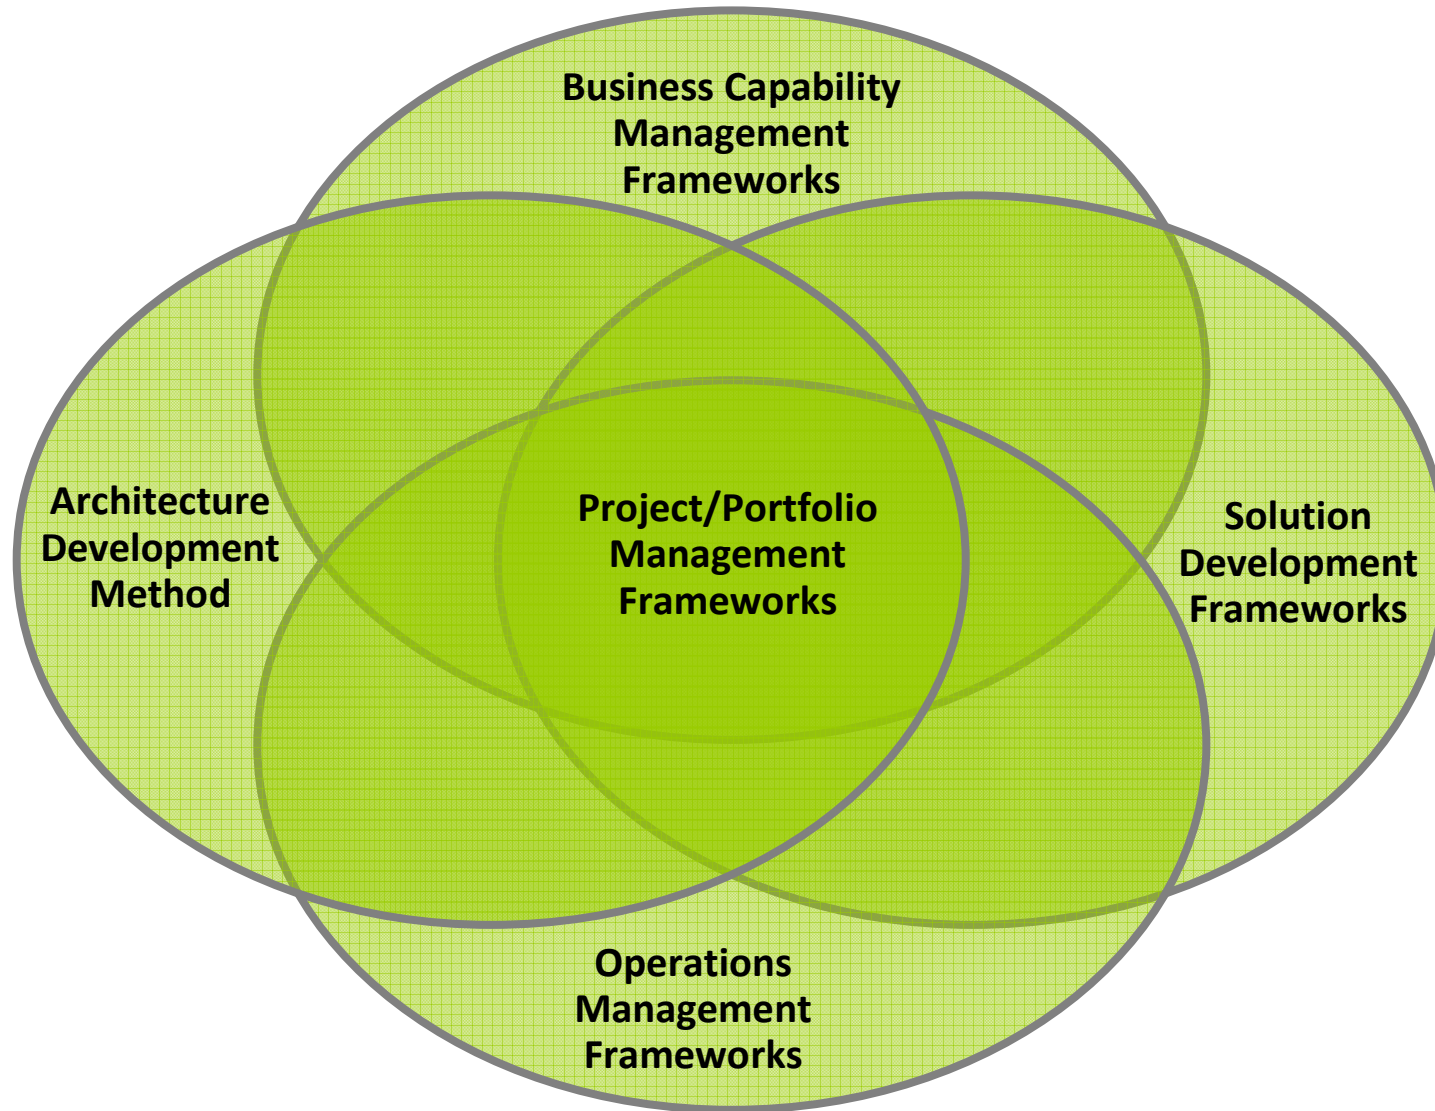 Business Capability
Management
Frameworks
Architecture
Development
Method
Project/Portfolio
Management
Frameworks
Solution
Development
Frameworks
Operations
Management
Frameworks